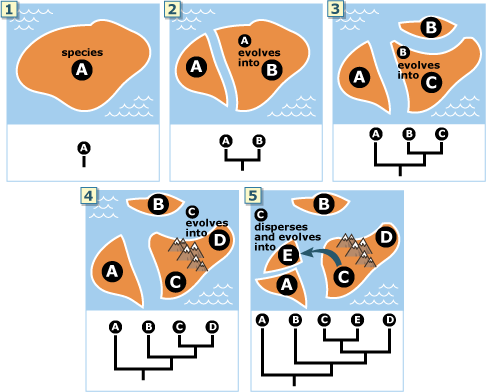 1
species
A
A
2
A
A
evolves
into
B
A
B
3
B
A
B
evolves
into
C
A
B
C
4
B
C
evolves
into
D
A
C
A
B
C
D
5
B
C
disperses
and evolves
into
D
E
C
A
A
B
C
E
D